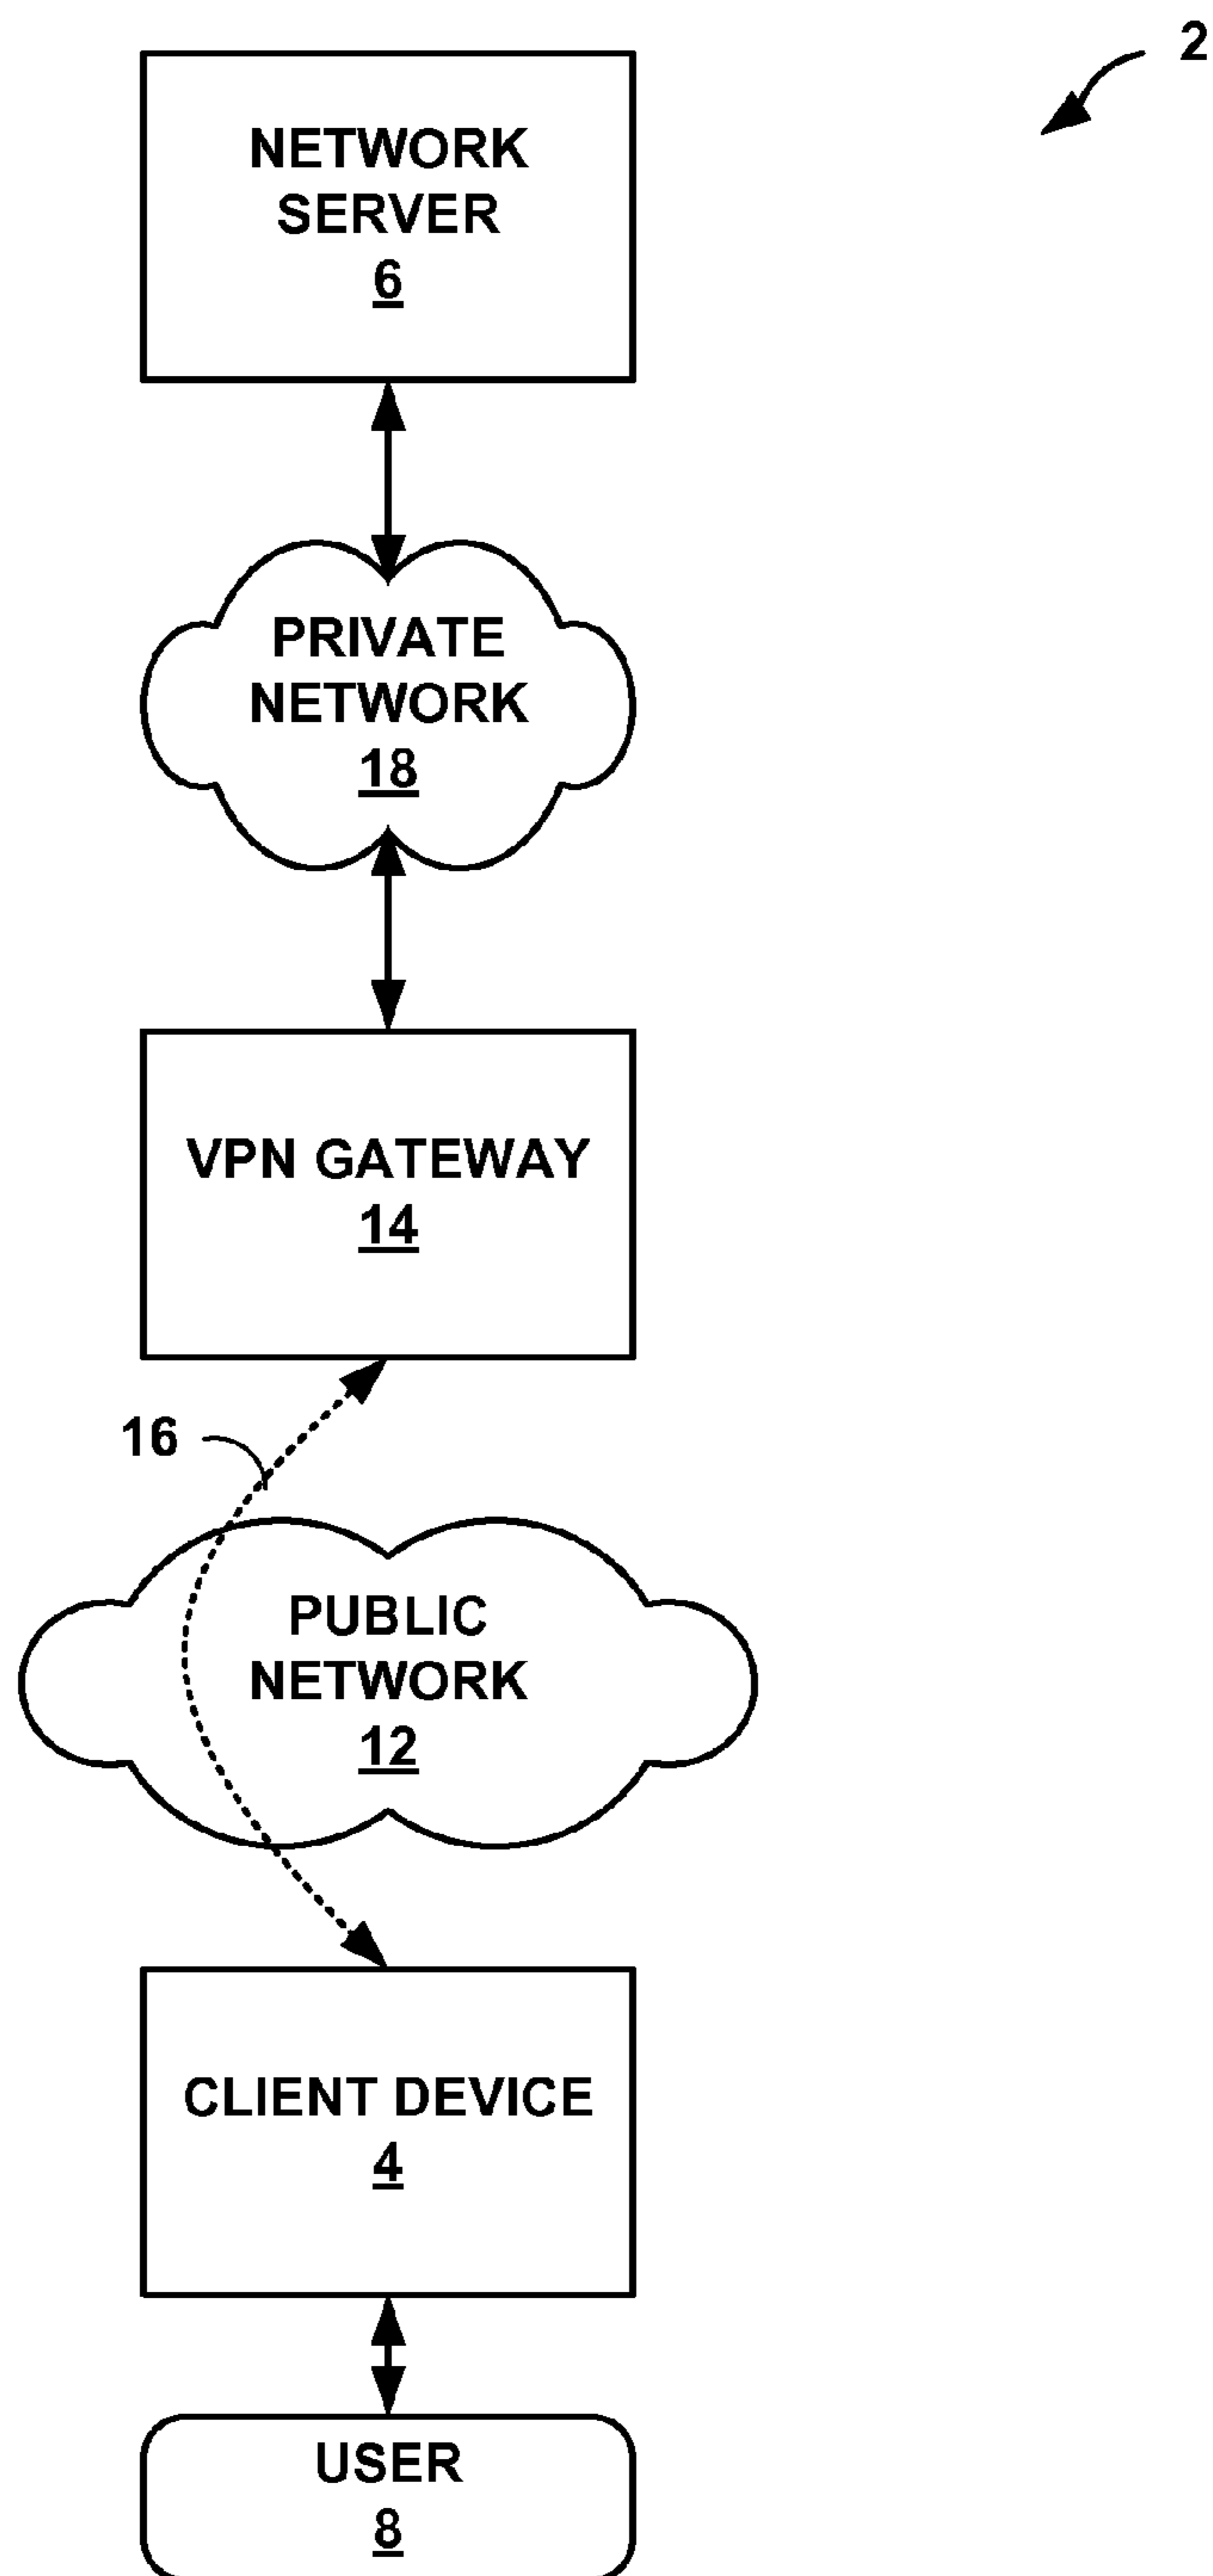 2
NETWORK
SERVER
6
PRIVATE
NETWORK
18
VPN GATEWAY
14
16
PUBLIC
NETWORK
12
CLIENT DEVICE
4
USER
8